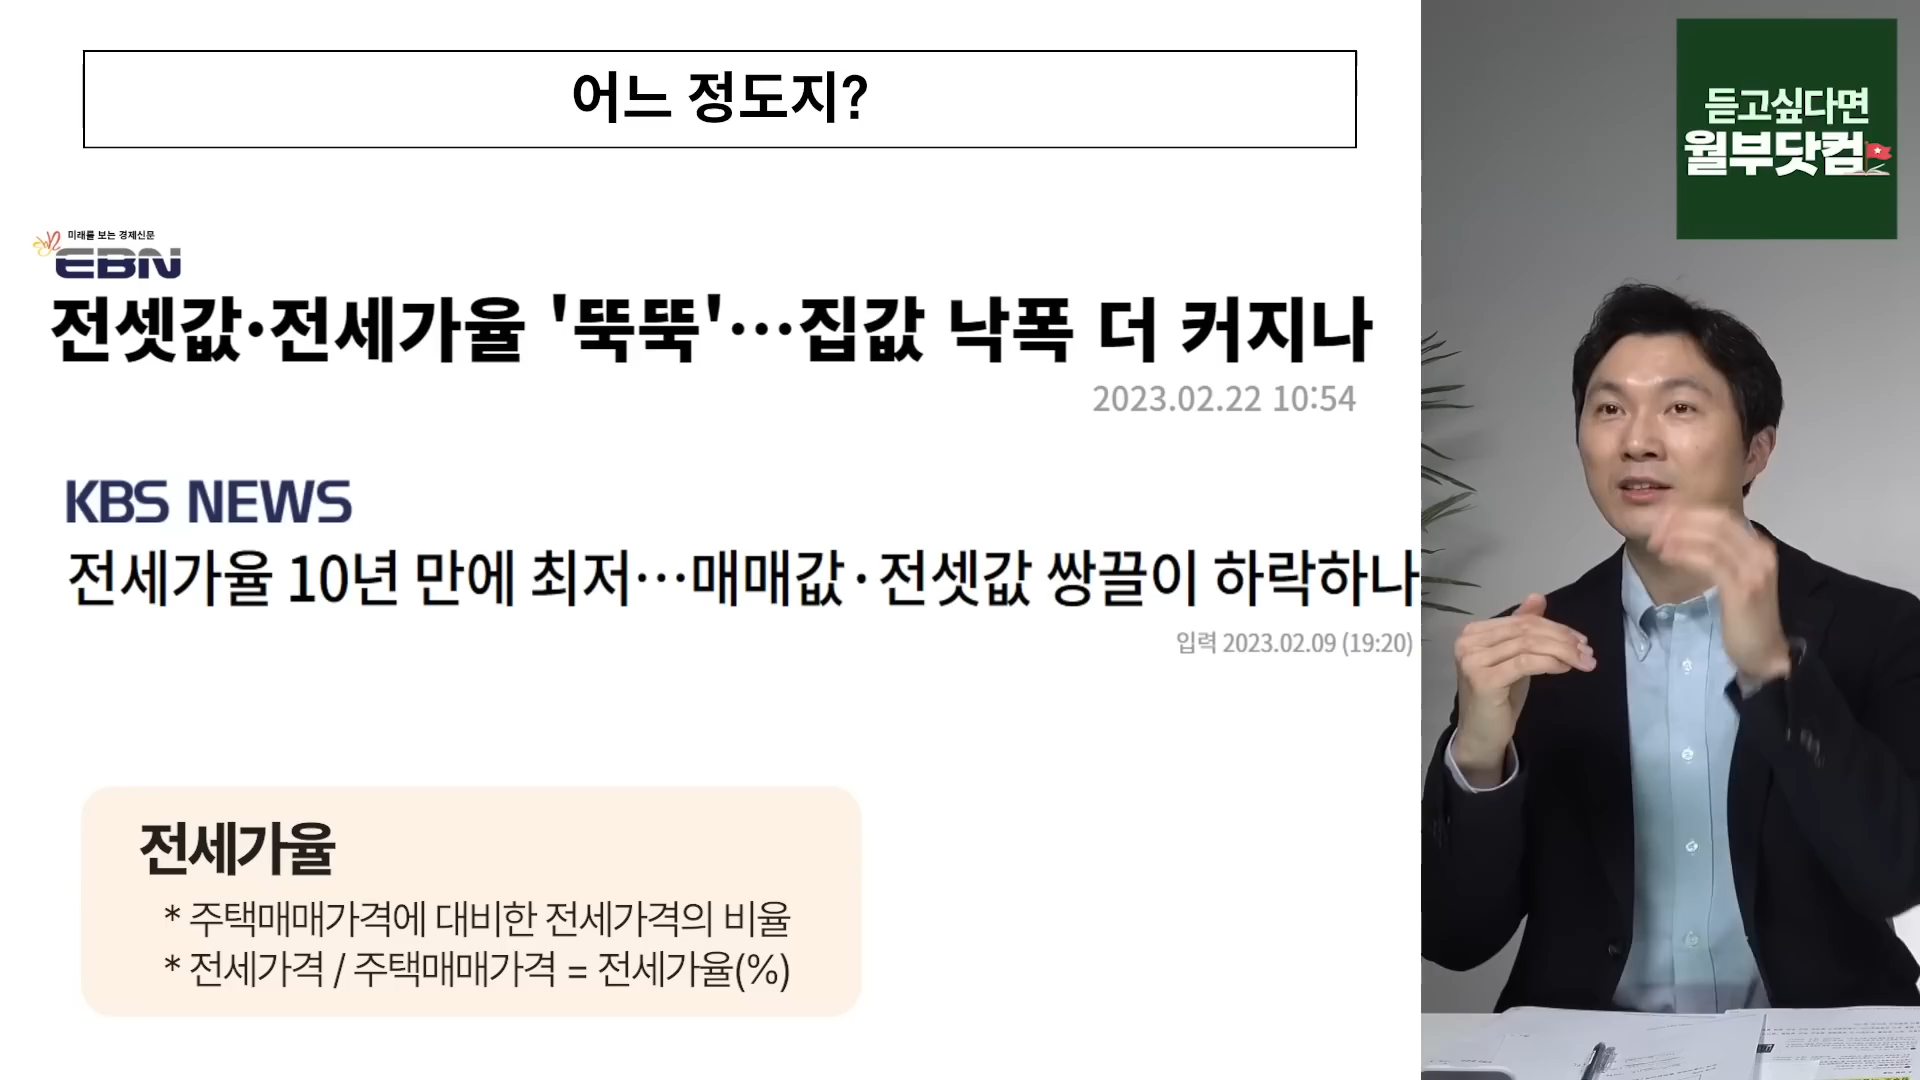 어느 정도지?
듣고싶다면
월부닷컴
미래를 보는 경제신문
EBN
전셋값·전세가율 '뚝뚝'…집값 낙폭 더 커지나
2023.02.22 10:54
KBS NEWS
전세가율 10년 만에 최저…매매값·전셋값 쌍끌이 하락하나
입력 2023.02.09 (19:20)
전세가율
* 주택매매가격에 대비한 전세가격의 비율
* 전세가격 / 주택매매가격 = 전세가율(%)